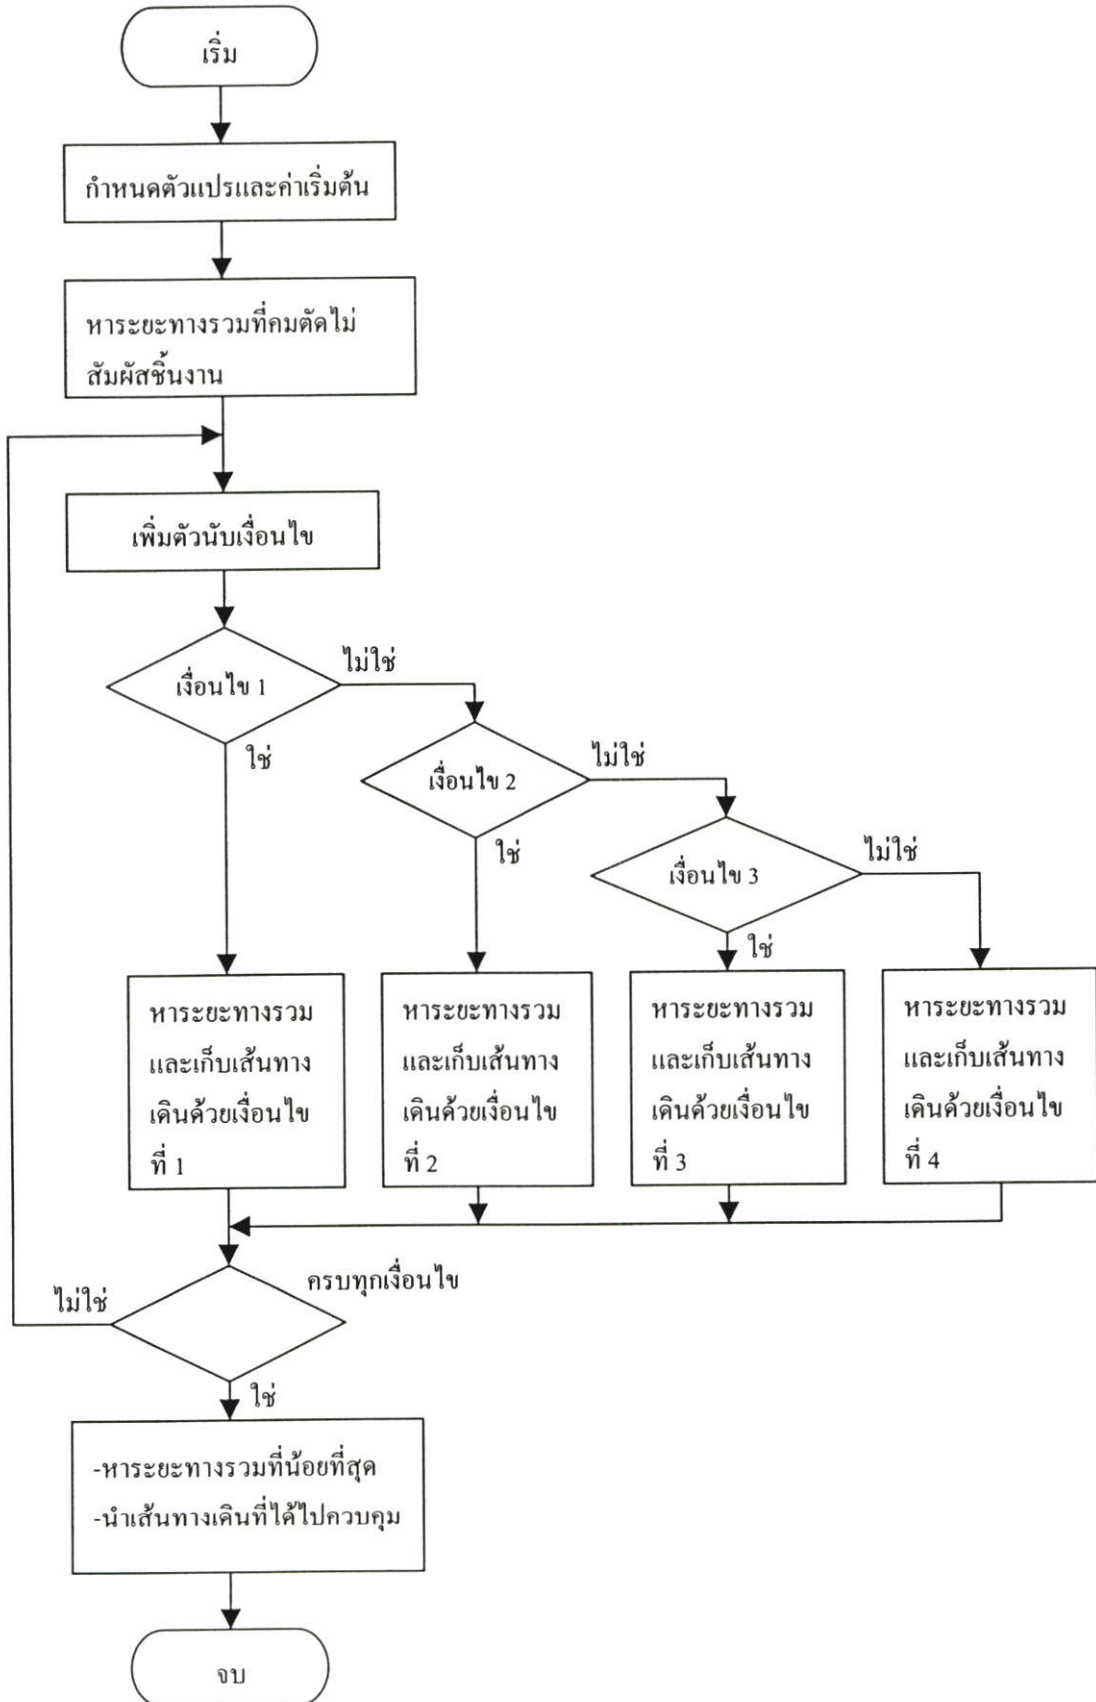 เริ่ม
กำหนดตัวแปรและค่าเริ่มต้น
หาระยะทางรวมที่คมตัดไม่
สัมผัสชิ้นงาน
เพิ่มตัวนับเงื่อนไข
เงื่อนไข 1
ไม่ใช่
ใช่
เงื่อนไข 2
ไม่ใช่
ใช่
เงื่อนไข 3
ไม่ใช่
ใช่
หาระยะทางรวม
และเก็บเส้นทาง
เดินด้วยเงื่อนไข
ที่ 1
หาระยะทางรวม
และเก็บเส้นทาง
เดินด้วยเงื่อนไข
ที่ 2
หาระยะทางรวม
และเก็บเส้นทาง
เดินด้วยเงื่อนไข
ที่ 3
หาระยะทางรวม
และเก็บเส้นทาง
เดินด้วยเงื่อนไข
ที่ 4
ครบทุกเงื่อนไข
ไม่ใช่
ใช่
-หาระยะทางรวมที่น้อยที่สุด
-นำเส้นทางเดินที่ได้ไปควบคุม
จบ